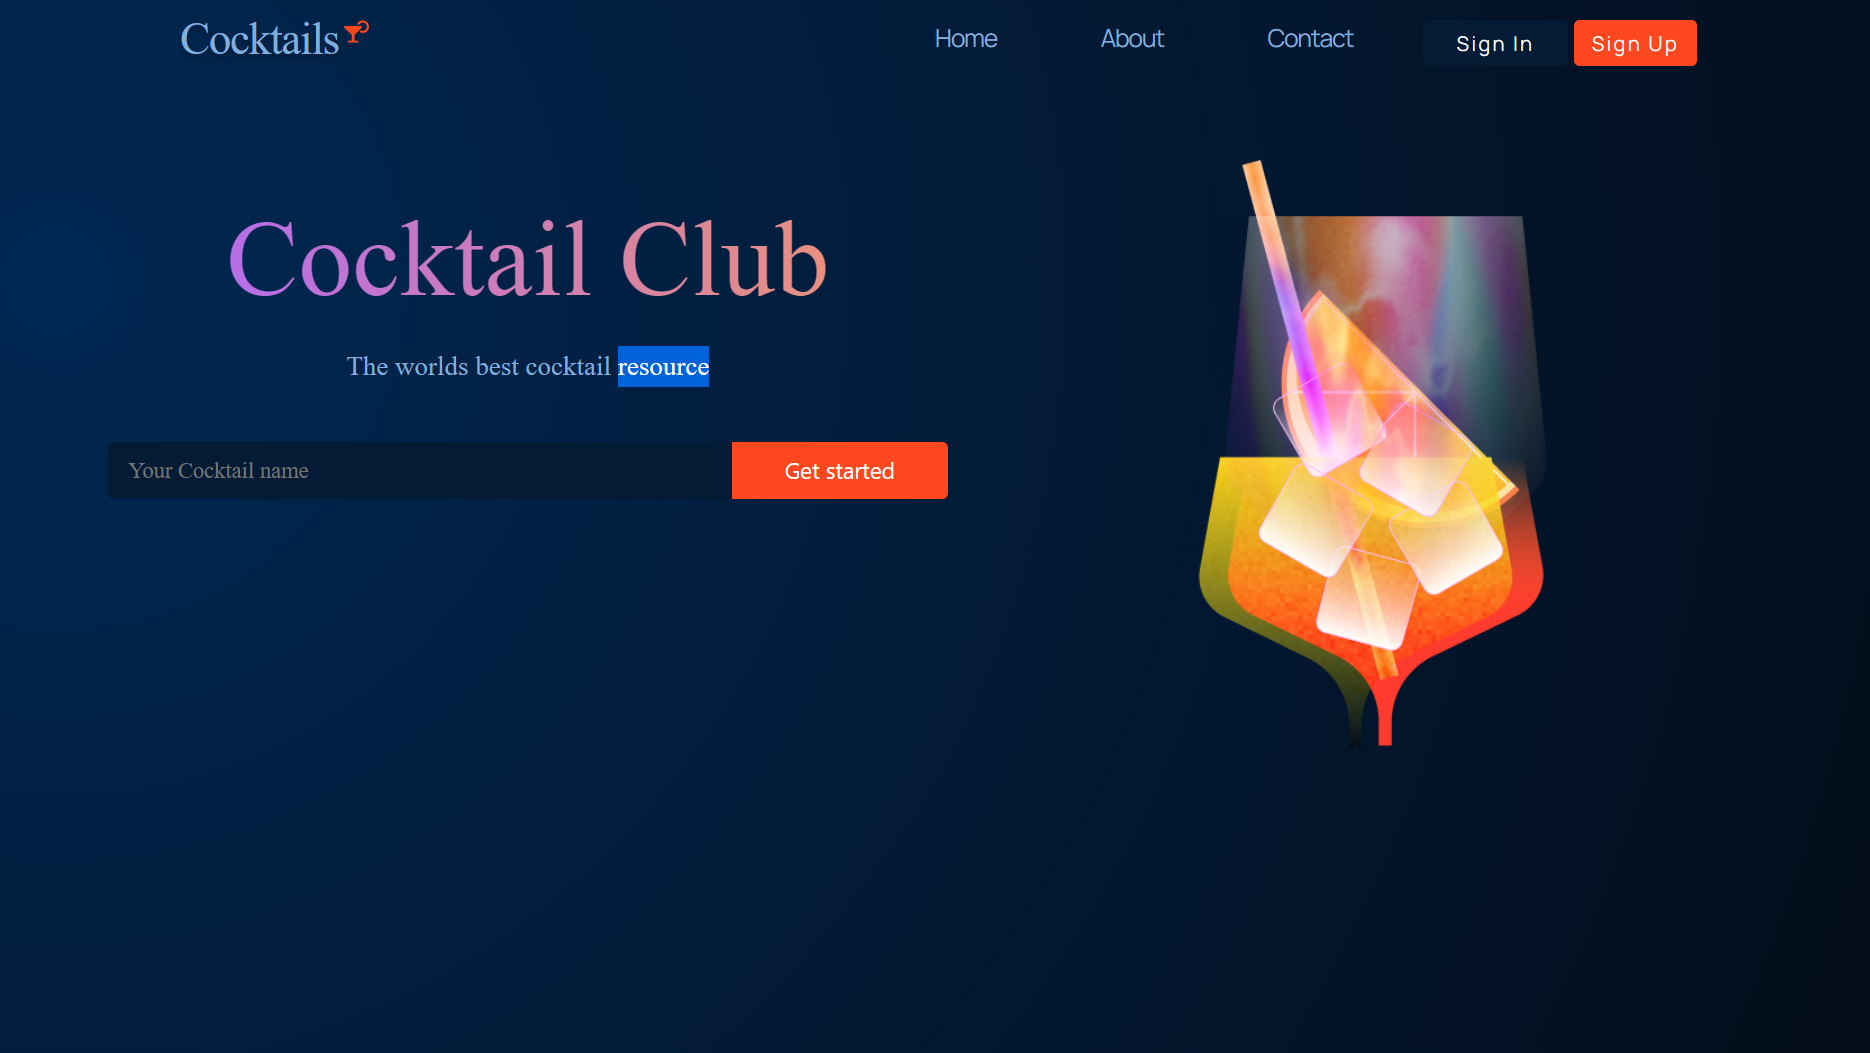 Cocktails
Home About Contact Sign In Sign Up
Cocktail Club
The worlds best cocktail resource
Your Cocktail name Get started